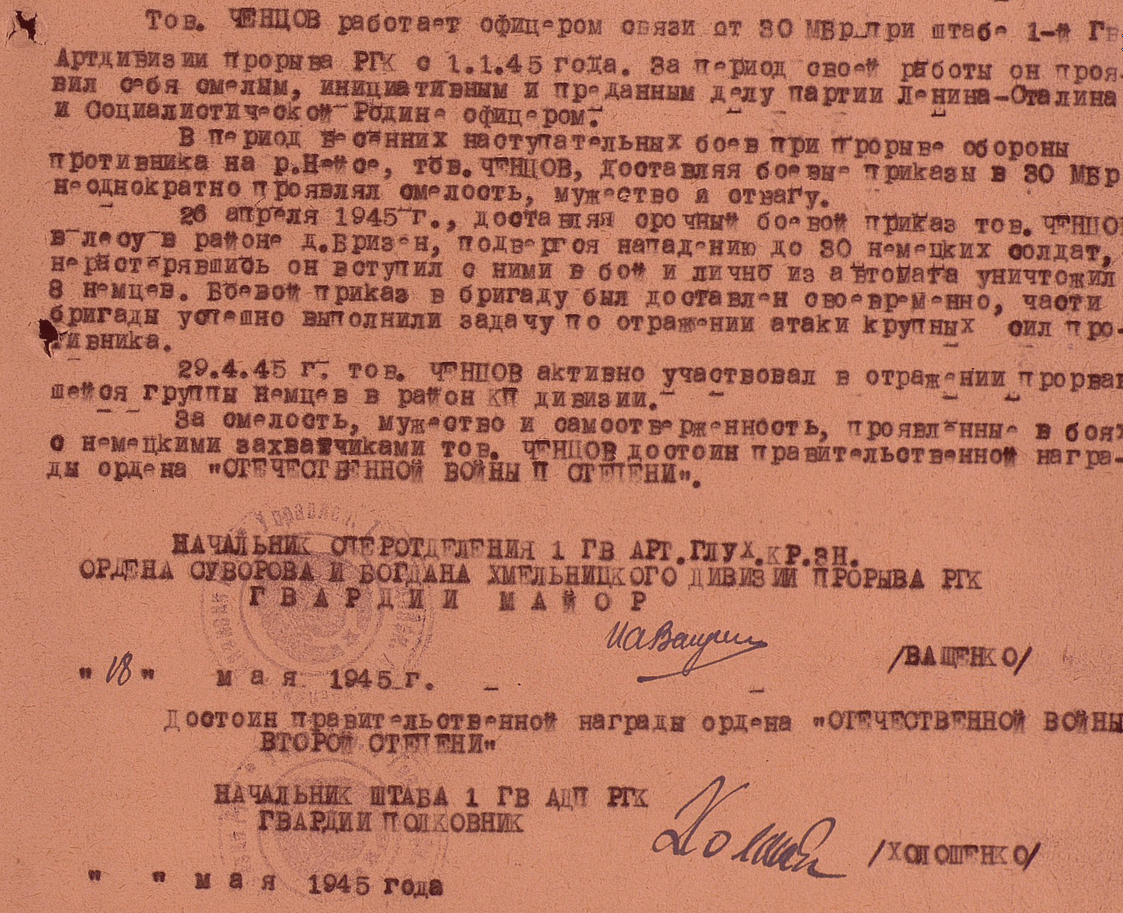 Тов. ЧЕНЦОВ работает офицером связи от 30 МБр при штабе 1-й Гв
Артдивизии прорыва РГК с 1.1.45 года. За период своей работы он проя-
вил себя смелым, инициативным и преданным делу партии Ленина-Сталина
и Социалистической Родине офицером.
В период весенних наступательных боев при прорыве обороны
противника на р.Нейсе, тов.ЧЕНЦОВ, доставляя боевые приказы в 30 МБР
неоднократно проявлял смелость, мужество и отвагу.
26 апреля 1945 г., доставляя срочный боевой приказ тов. ЧЕНЦОВ
в лесу в районе д.Бризен, подвергся нападению до 30 немецких солдат,
нерастерявшись он вступил с ними в бой и лично из автомата уничтожил
8 немцев. Боевой приказ в бригаду был доставлен своевременно, части
бригады успешно выполнили задачу по отражении атаки крупных сил про-
тивника.
29.4.45 г. тов. ЧЕНЦОВ активно участвовал в отражении прорвав
шейся группы немцев в район КП дивизии.
За смелость, мужество и самоотверженность, проявленные в боях
с немецкими захватчиками тов. ЧЕНЦОВ достоин правительственной награ-
ды ордена "ОТЕЧЕСТВЕННОЙ ВОЙНЫ П СТЕПЕНИ".
НАЧАЛЬНИК ОПЕРОТДЕЛЕНИЯ 1 ГВ АРТ.ГЛУХ.КР.ЗН.
ОРДЕНА СУВОРОВА И БОГДАНА ХМЕЛЬНИЦКОГО ДИВИЗИИ ПРОРЫВА РГК
ГВАРДИИ МАЙОР
/ВАЩЕНКО/
"18" мая 1945 г.
Достоин правительственной награды ордена "ОТЕЧЕСТВЕННОЙ ВОЙНЫ
ВТОРОЙ СТЕПЕНИ"
НАЧАЛЬНИК ШТАБА 1 ГВ АДП РГК
ГВАРДИИ ПОЛКОВНИК
/ХОЛОШЕНКО/
" " мая 1945 года